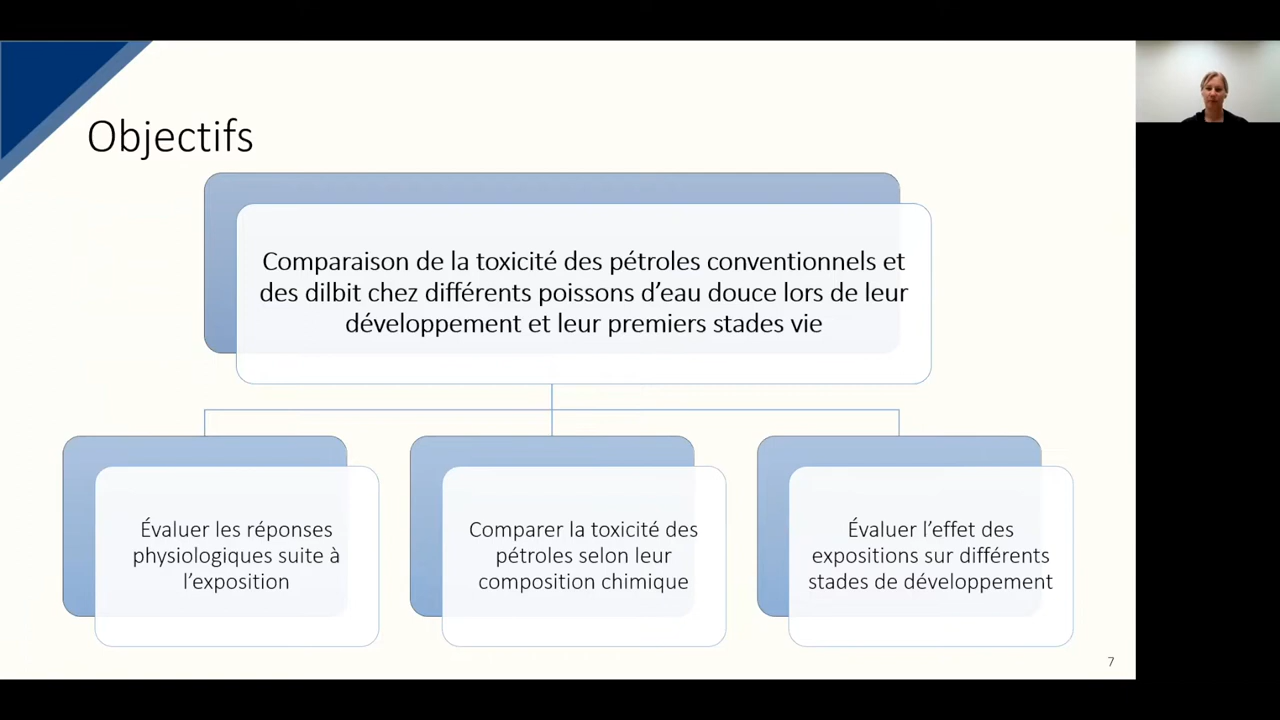 Objectifs
Comparaison de la toxicité des pétroles conventionnels et
des dilbit chez différents poissons d’eau douce lors de leur
développement et leur premiers stades vie
Évaluer les réponses
physiologiques suite à
l’exposition
Comparer la toxicité des
pétroles selon leur
composition chimique
Évaluer l’effet des
expositions sur différents
stades de développement
7